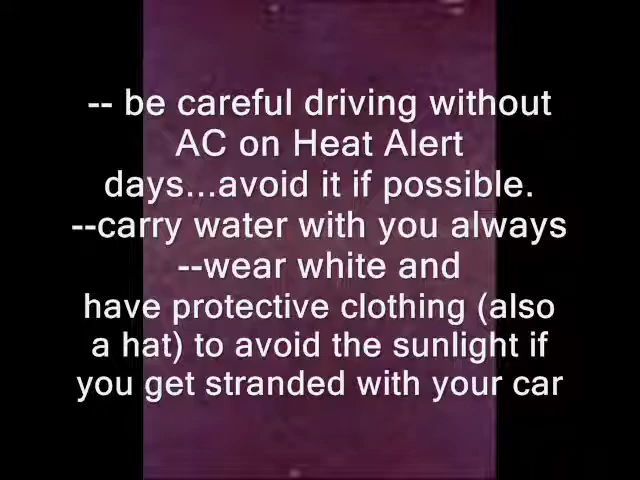 -- be careful driving without
AC on Heat Alert
days...avoid it if possible.
--carry water with you always
--wear white and
have protective clothing (also
a hat) to avoid the sunlight if
you get stranded with your car